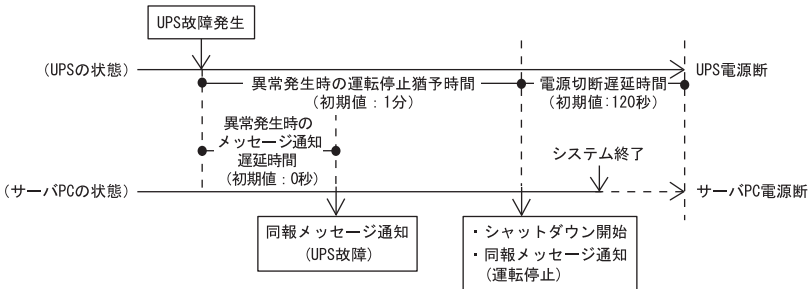 UPS故障発生
(UPSの状態)
UPS電源断
異常発生時の運転停止猶予時間
(初期値：1分)
電源切断遅延時間
(初期値:120秒)
異常発生時の
メッセージ通知
遅延時間
(初期値：0秒)
システム終了
(サーバPCの状態)
サーバPC電源断
同報メッセージ通知
(UPS故障)
・シャットダウン開始
・同報メッセージ通知
(運転停止)